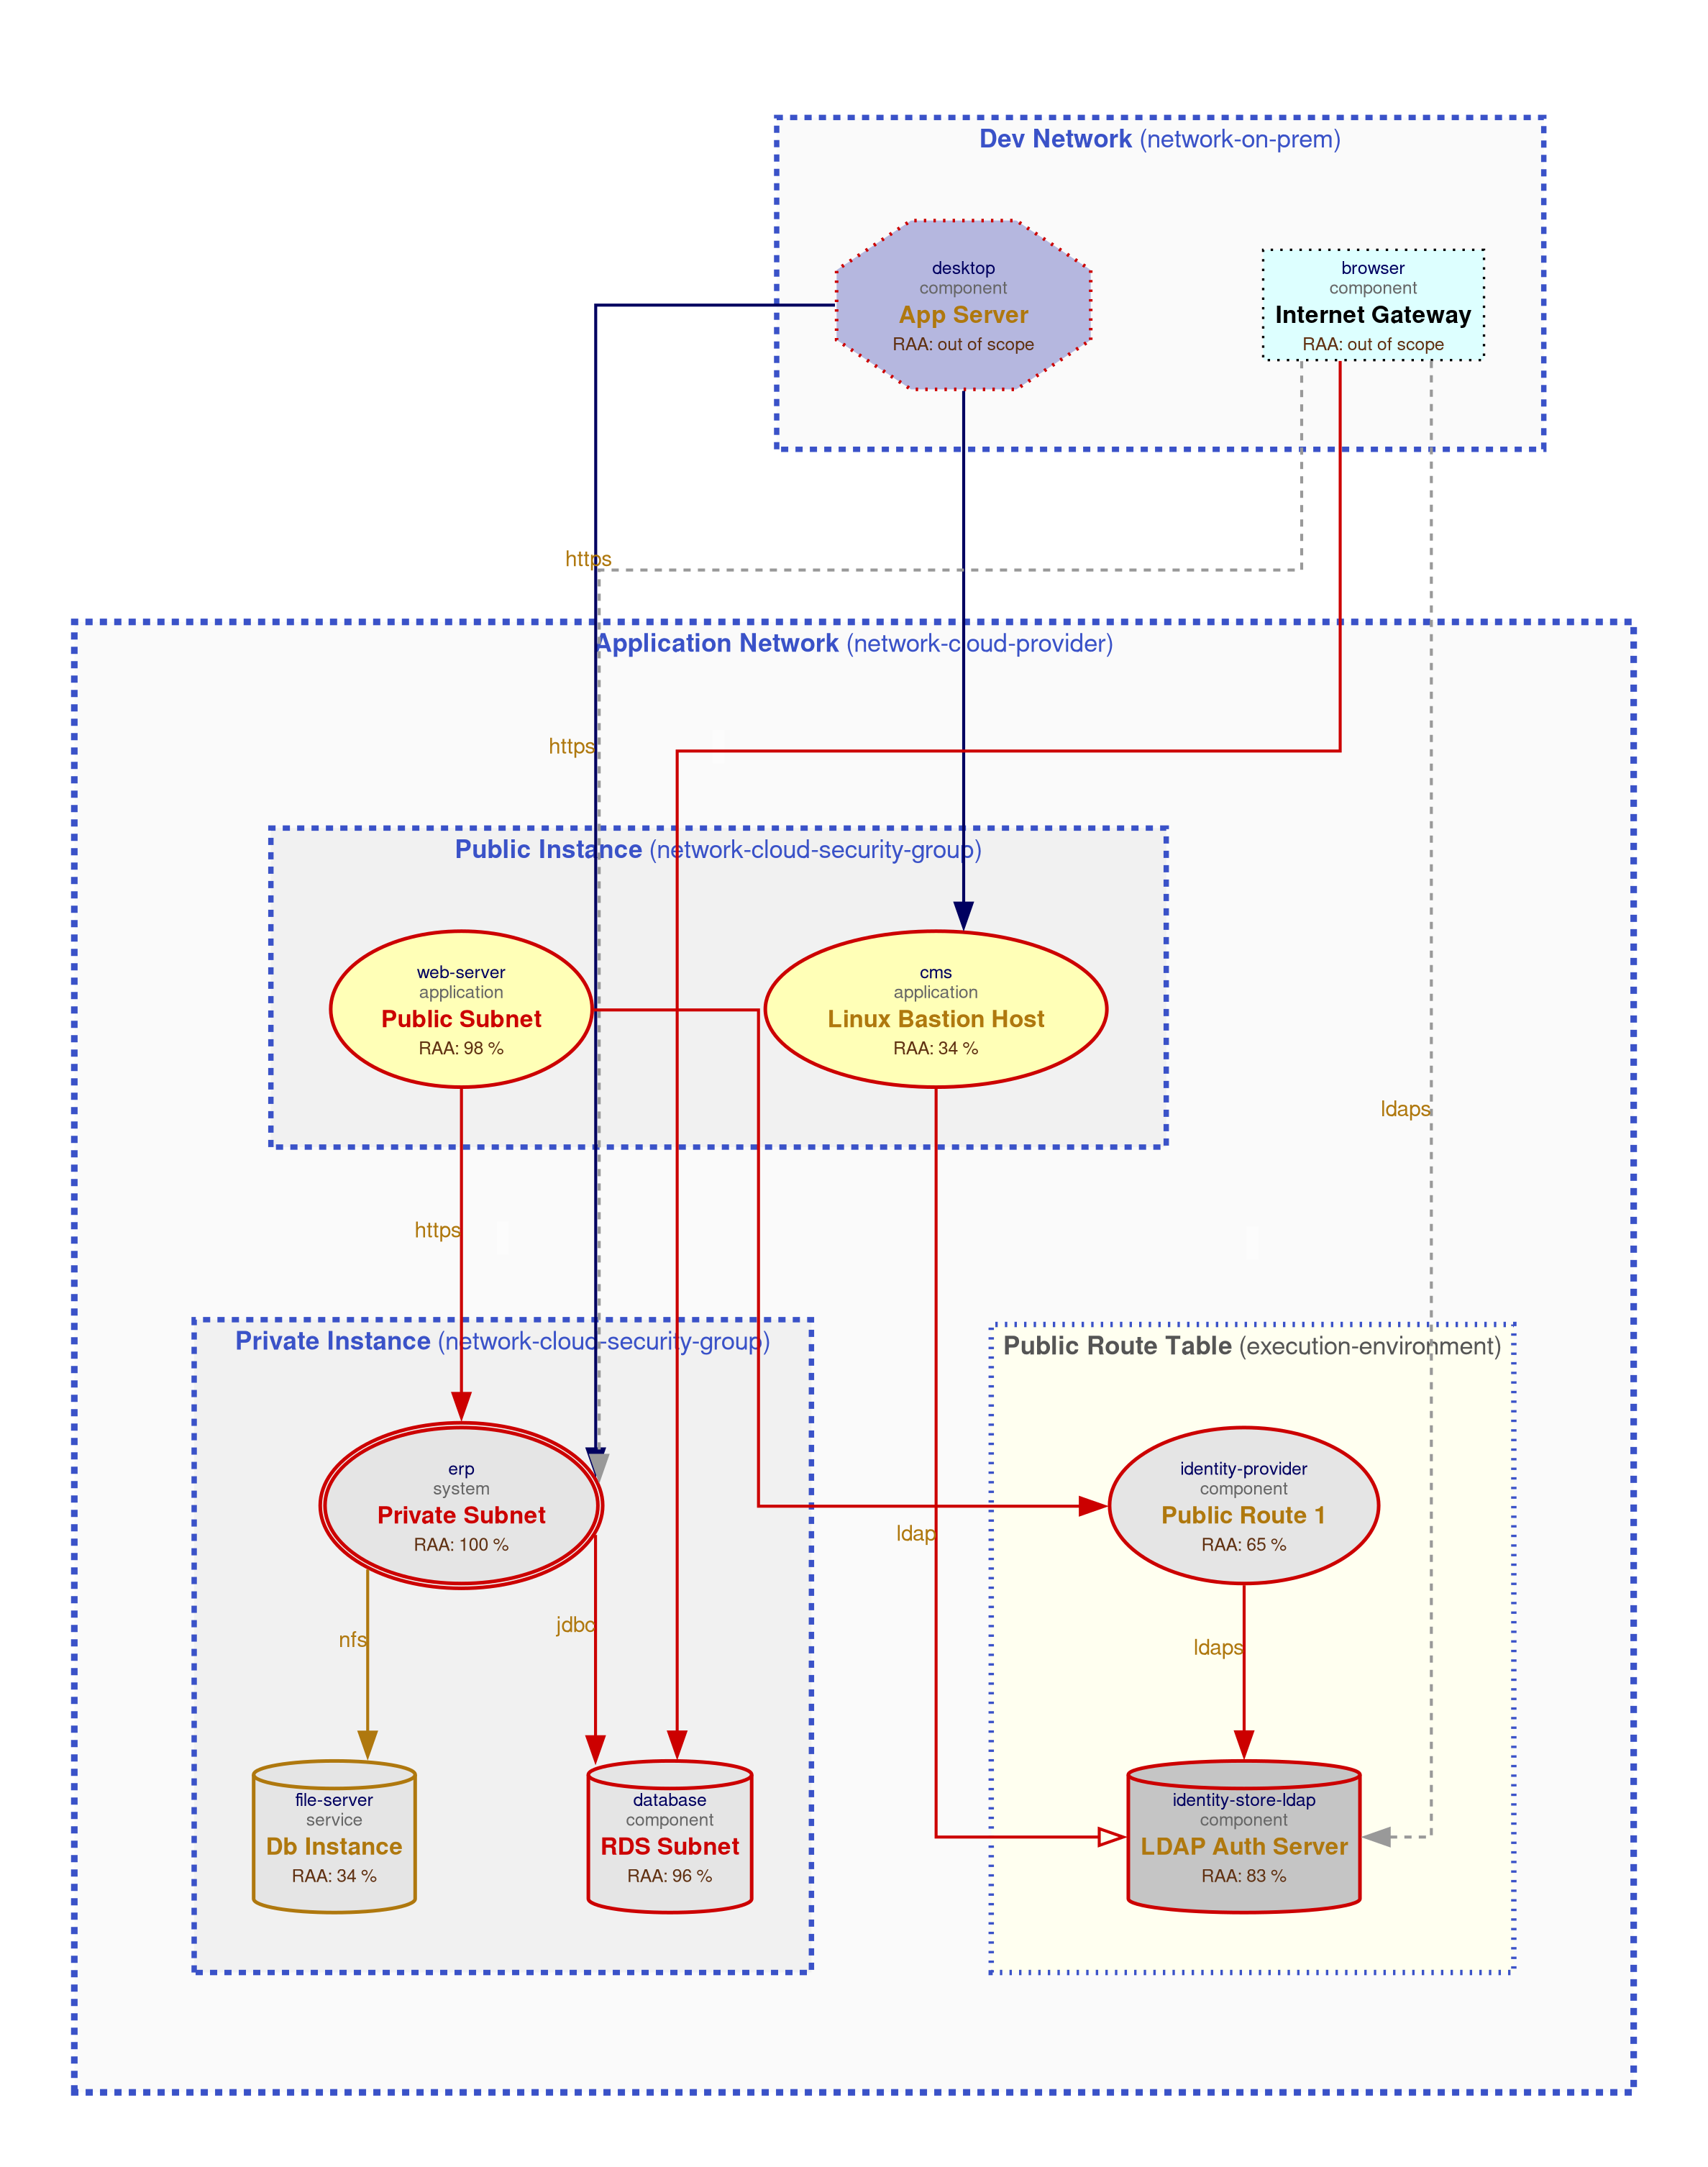 Dev Network (network-on-prem)
desktop
component
App Server
RAA: out of scope
browser
component
Internet Gateway
RAA: out of scope
https
Application Network (network-cloud-provider)
https
Public Instance (network-cloud-security-group)
web-server
application
Public Subnet
RAA: 98 %
cms
application
Linux Bastion Host
RAA: 34 %
ldaps
https
Private Instance (network-cloud-security-group)
Public Route Table (execution-environment)
erp
system
Private Subnet
RAA: 100 %
identity-provider
component
Public Route 1
RAA: 65 %
ldap
nfs
jdbc
ldaps
file-server
service
Db Instance
RAA: 34 %
database
component
RDS Subnet
RAA: 96 %
identity-store-ldap
component
LDAP Auth Server
RAA: 83 %